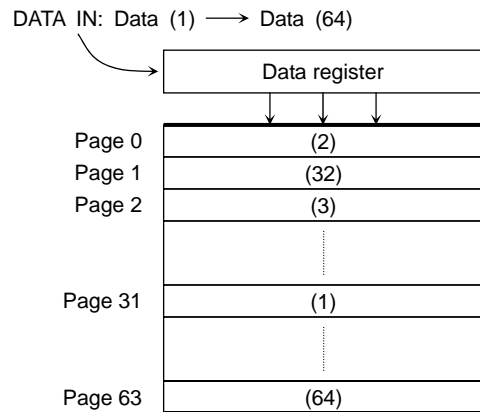 DATA IN: Data (1) ⟶ Data (64)
Data register
Page 0 (2)
Page 1 (32)
Page 2 (3)
Page 31 (1)
Page 63 (64)